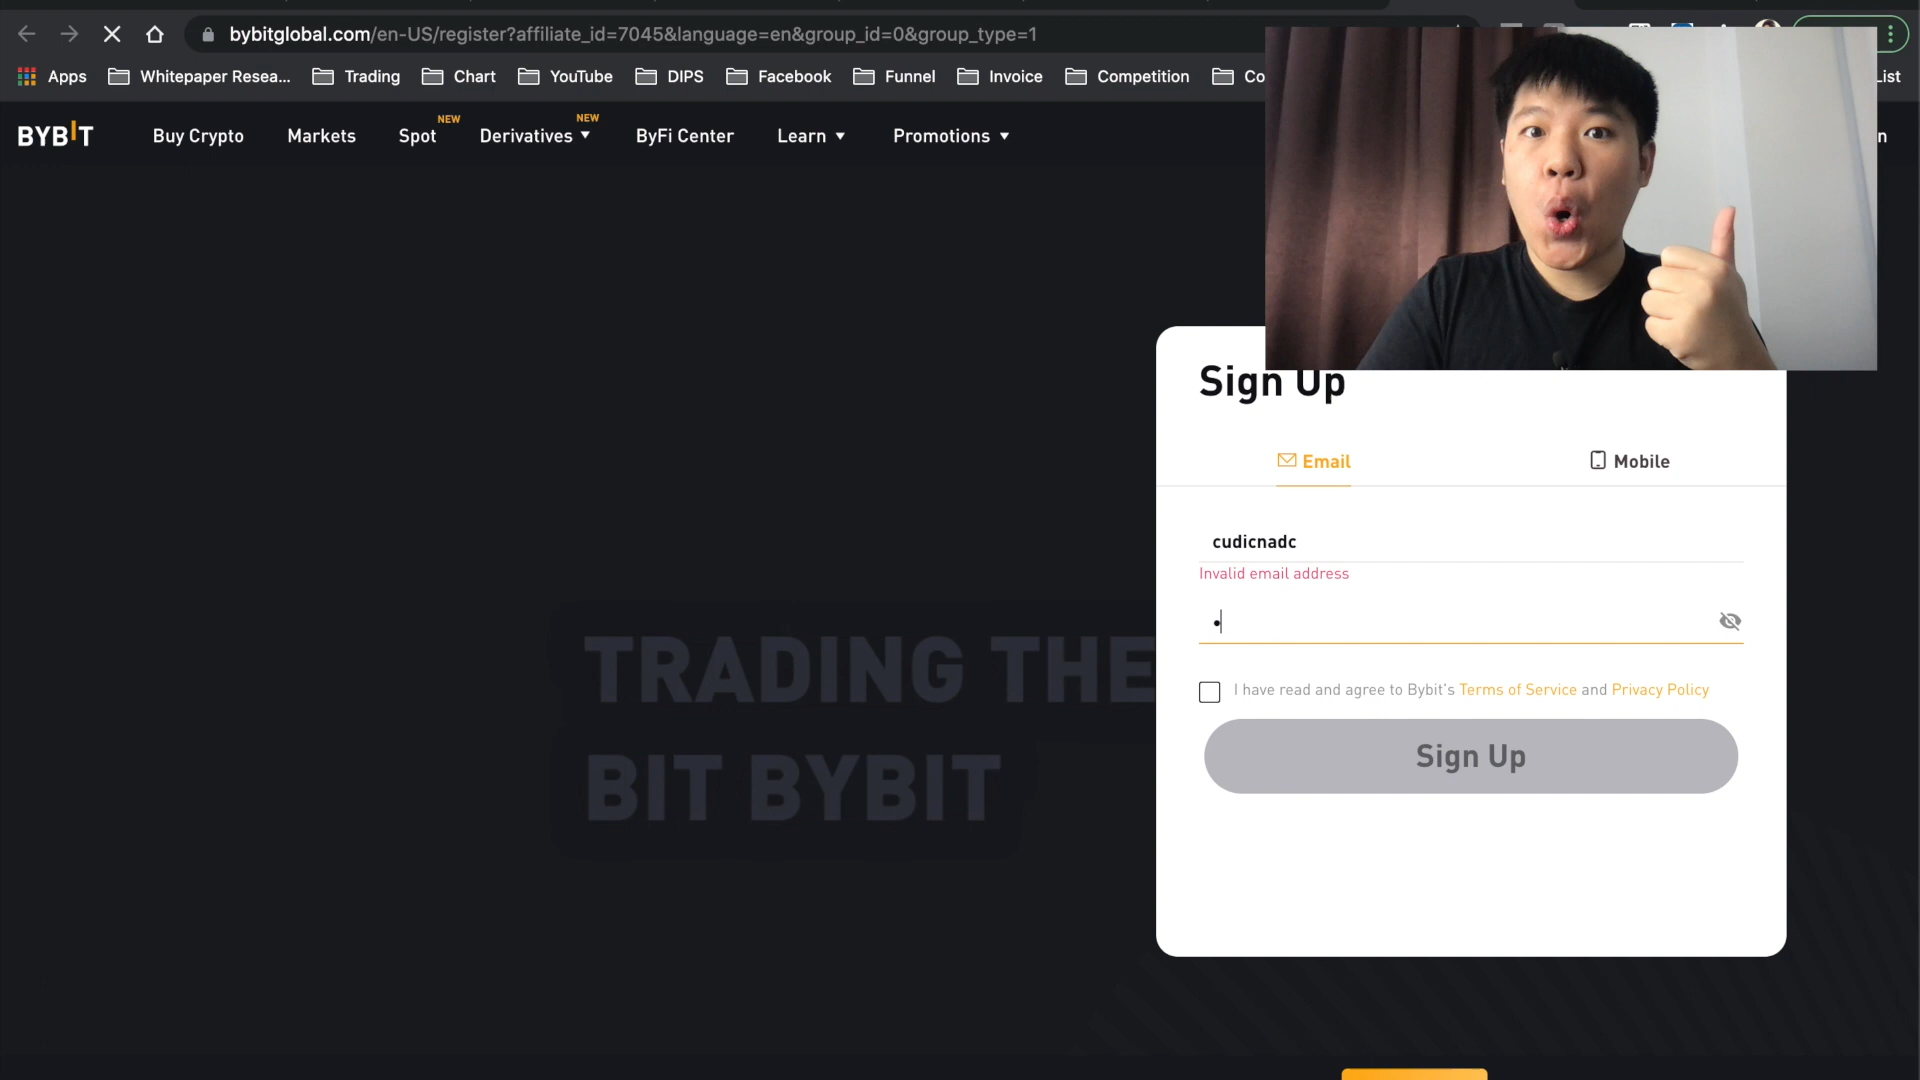 bybitglobal.com/en-US/register?affiliate_id=7045&language=en&group_id=0&group_type=1
Apps Whitepaper Resea... Trading Chart YouTube DIPS Facebook Funnel Invoice Competition Co List
BYBIT Buy Crypto Markets Spot NEW Derivatives NEW ByFi Center Learn Promotions n
Sign Up
Email Mobile
cudicnadc
Invalid email address
I have read and agree to Bybit's Terms of Service and Privacy Policy
Sign Up
TRADING THE
BIT BYBIT